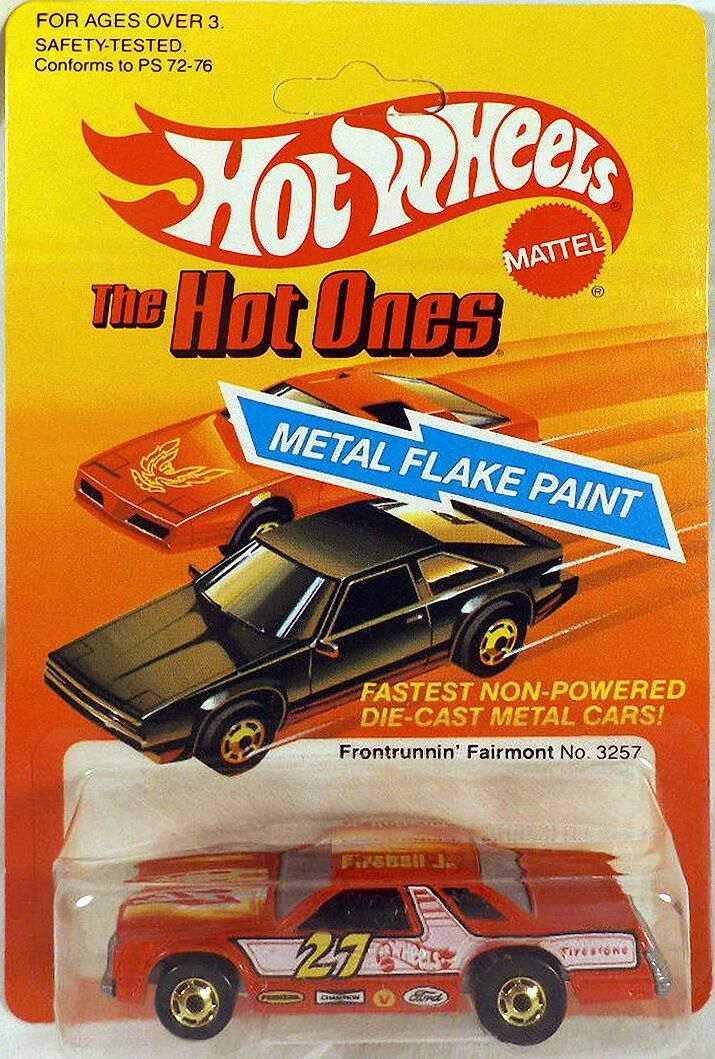 FOR AGES OVER 3.
SAFETY-TESTED.
Conforms to PS 72-76
HOT WHEELS®
MATTEL®
The Hot Ones®
METAL FLAKE PAINT
FASTEST NON-POWERED
DIE-CAST METAL CARS!
Frontrunnin' Fairmont No. 3257
Fireball Jr.
27
WHEELS
Firestone
CHAMPION
Ford